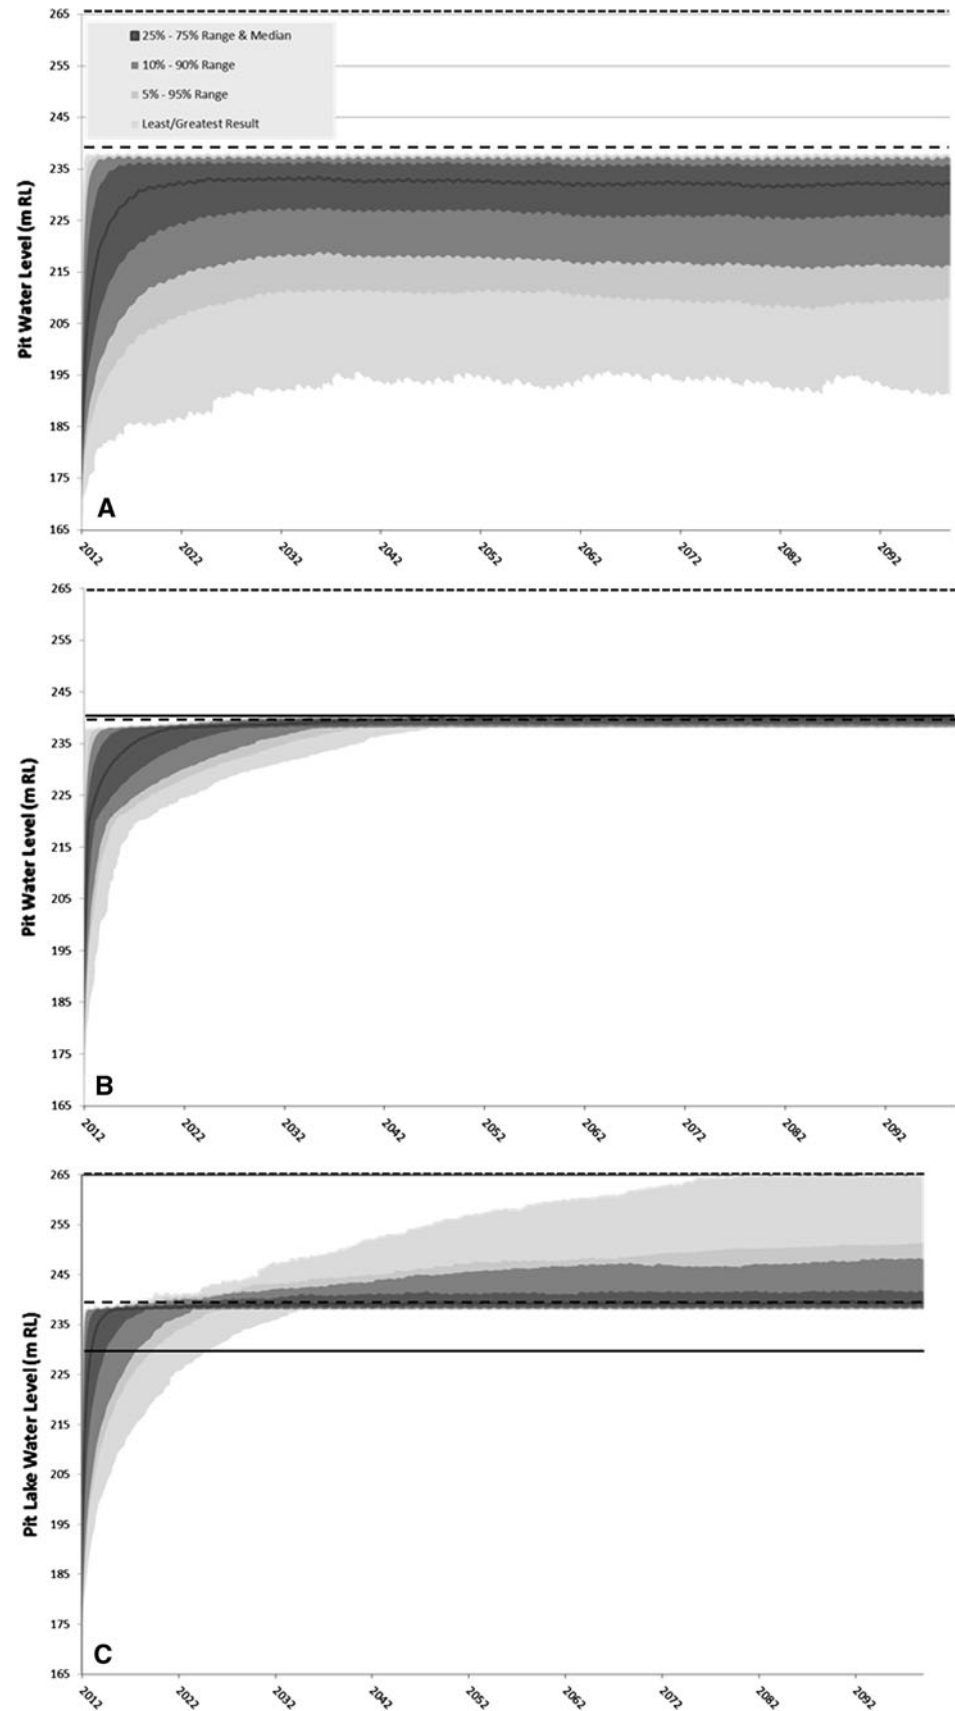 265
25% - 75% Range & Median
10% - 90% Range
5% - 95% Range
Least/Greatest Result
255
245
235
225
215
205
195
185
175
165
Pit Water Level (m RL)
A
2012 2022 2032 2042 2052 2062 2072 2082 2092
265
255
245
235
225
215
205
195
185
175
165
Pit Water Level (m RL)
B
2012 2022 2032 2042 2052 2062 2072 2082 2092
265
255
245
235
225
215
205
195
185
175
165
Pit Lake Water Level (m RL)
C
2012 2022 2032 2042 2052 2062 2072 2082 2092